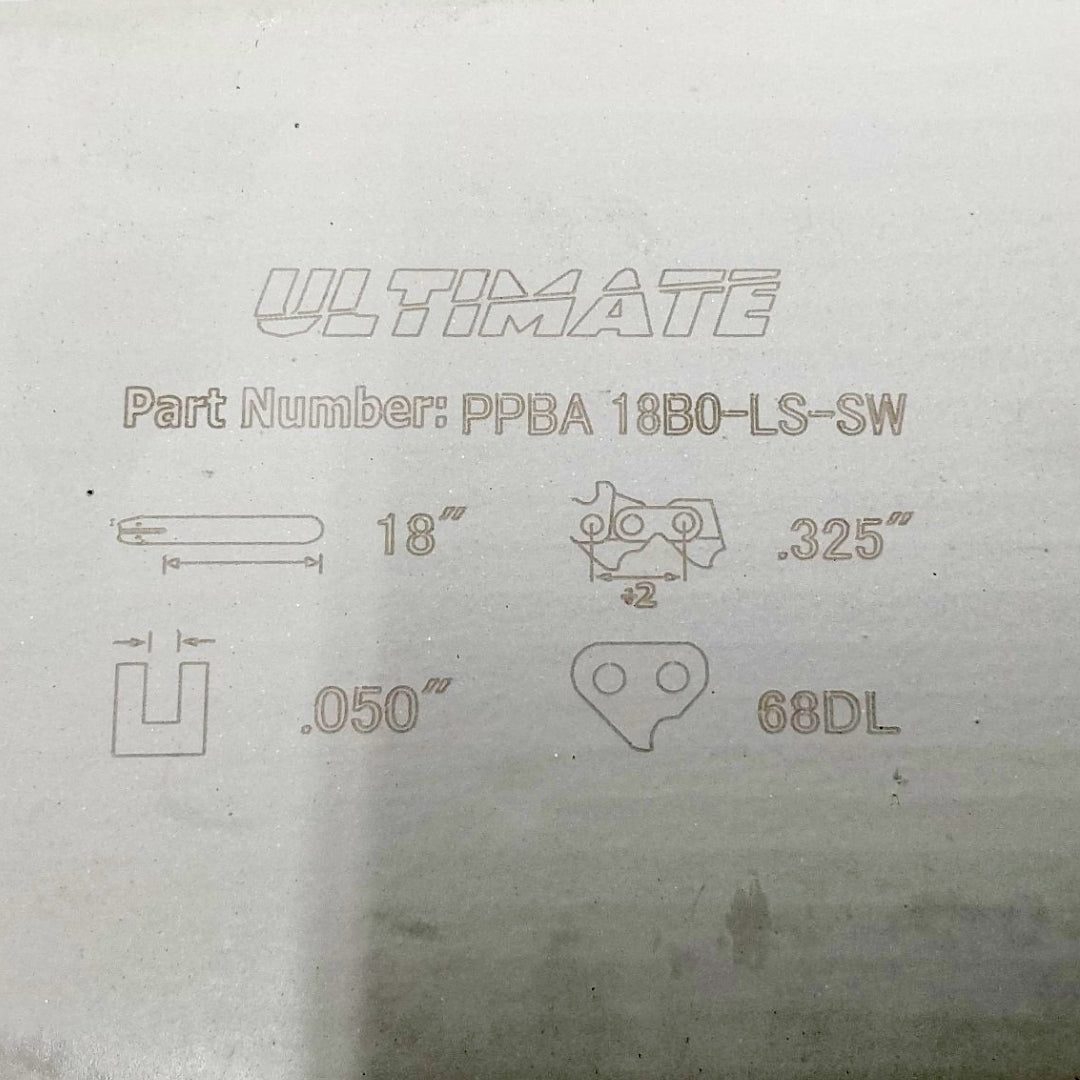 ULTIMATE
Part Number: PPBA 18B0-LS-SW
18" .325"
÷2
.050" 68DL